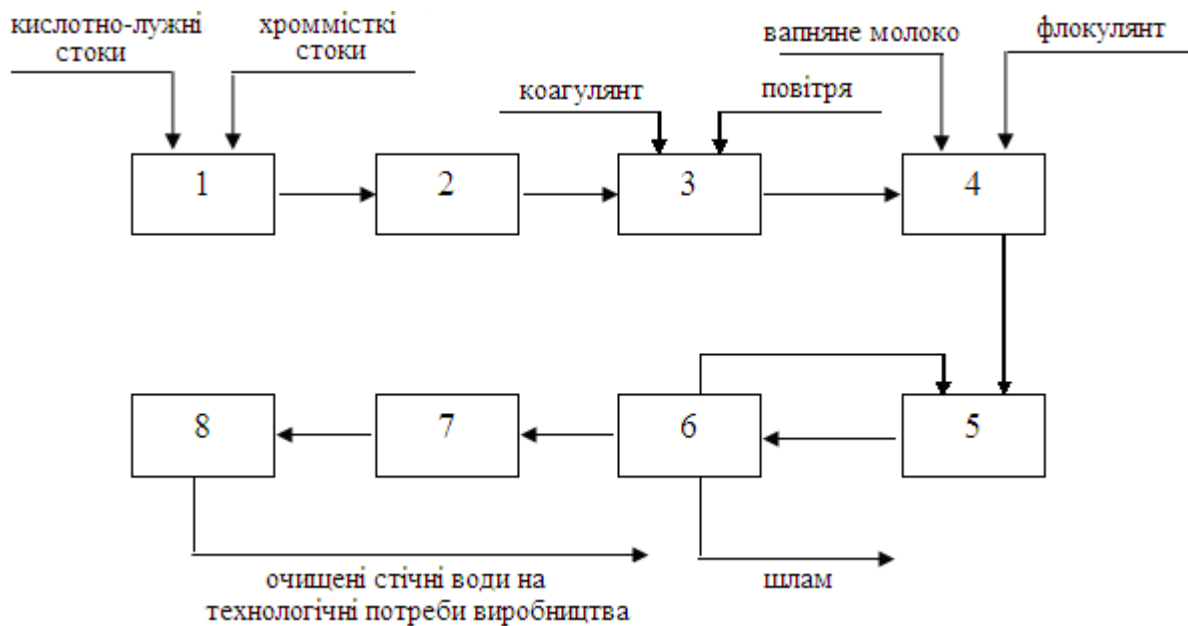 кислотно-лужні
стоки
хроммісткі
стоки
коагулянт
повітря
вапняне молоко
флокулянт
1
2
3
4
8
7
6
5
очищені стічні води на
технологічні потреби виробництва
шлам